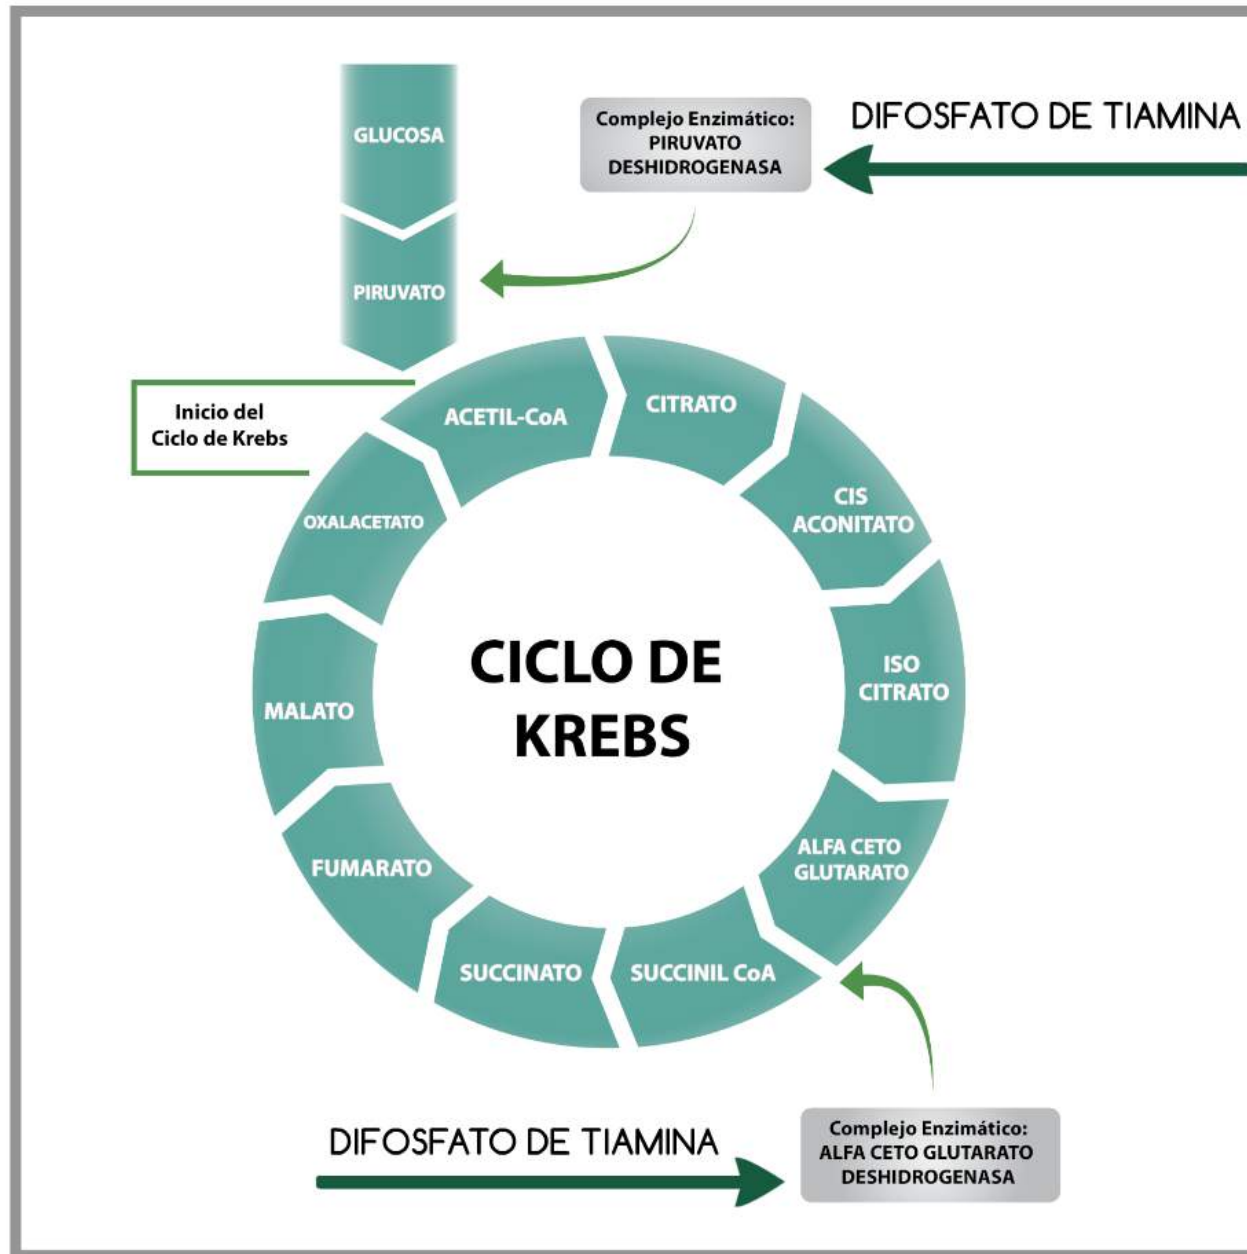 GLUCOSA
PIRUVATO
Complejo Enzimático:
PIRUVATO
DESHIDROGENASA
DIFOSFATO DE TIAMINA
Inicio del
Ciclo de Krebs
ACETIL-CoA
CITRATO
CIS
ACONITATO
ISO
CITRATO
ALFA CETO
GLUTARATO
SUCCINIL CoA
SUCCINATO
FUMARATO
MALATO
OXALACETATO
CICLO DE
KREBS
DIFOSFATO DE TIAMINA
Complejo Enzimático:
ALFA CETO GLUTARATO
DESHIDROGENASA